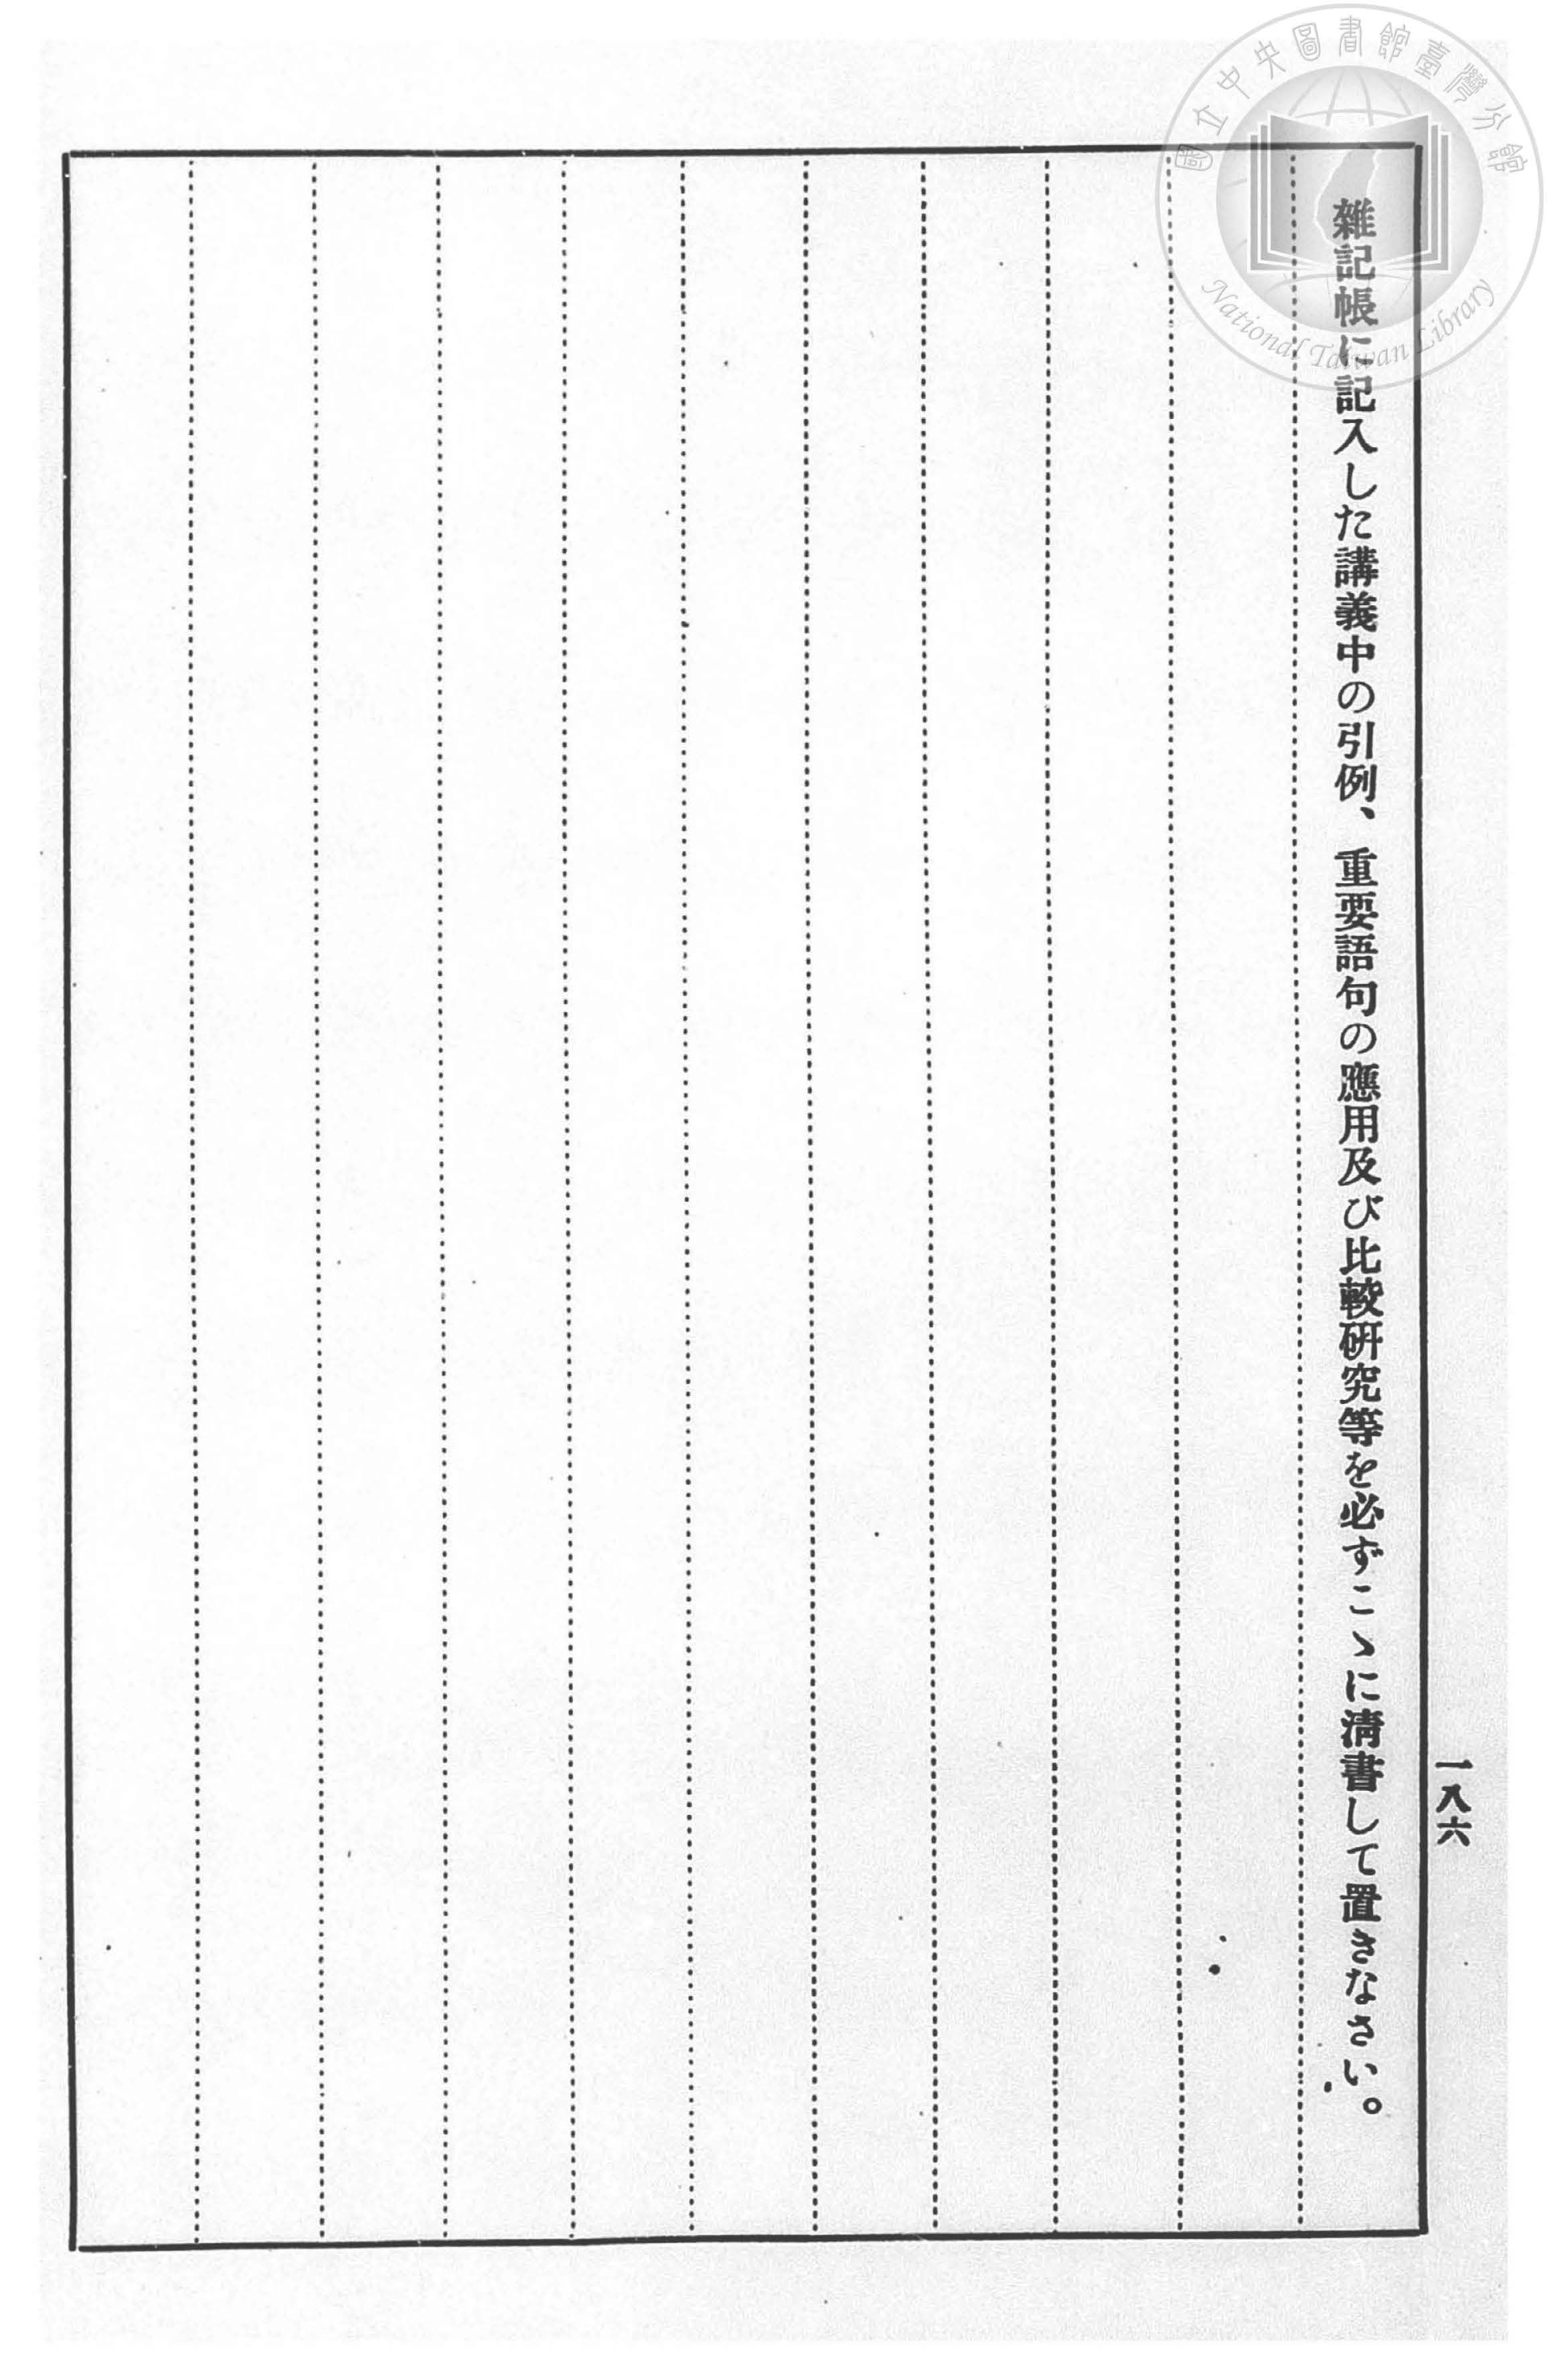 國立中央圖書館臺灣分館
National Taiwan Library
一八六
雜記帳に記入した講義中の引例、重要語句の應用及び比較硏究等を必ずこゝに淸書して置きなさい。